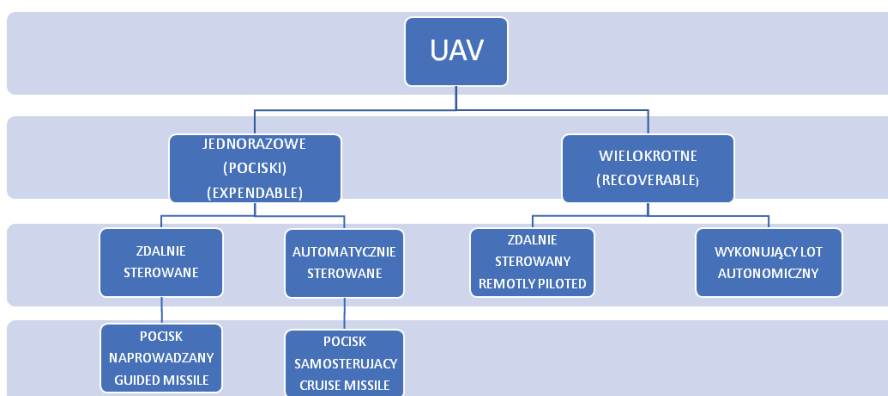 UAV
JEDNORAZOWE
(POCISKI)
(EXPENDABLE)
WIELOKROTNE
(RECOVERABLE)
ZDALNIE
STEROWANE
AUTOMATYCZNIE
STEROWANE
ZDALNIE
STEROWANY
REMOTLY PILOTED
WYKONUJĄCY LOT
AUTONOMICZNY
POCISK
NAPROWADZANY
GUIDED MISSILE
POCISK
SAMOSTERUJACY
CRUISE MISSILE